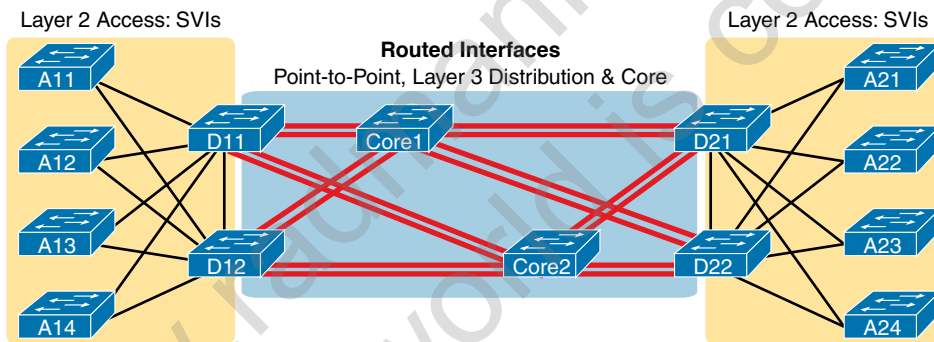 Layer 2 Access: SVIs
Layer 2 Access: SVIs
Routed Interfaces
Point-to-Point, Layer 3 Distribution & Core
A11
A12
A13
A14
D11
D12
Core1
Core2
D21
D22
A21
A22
A23
A24